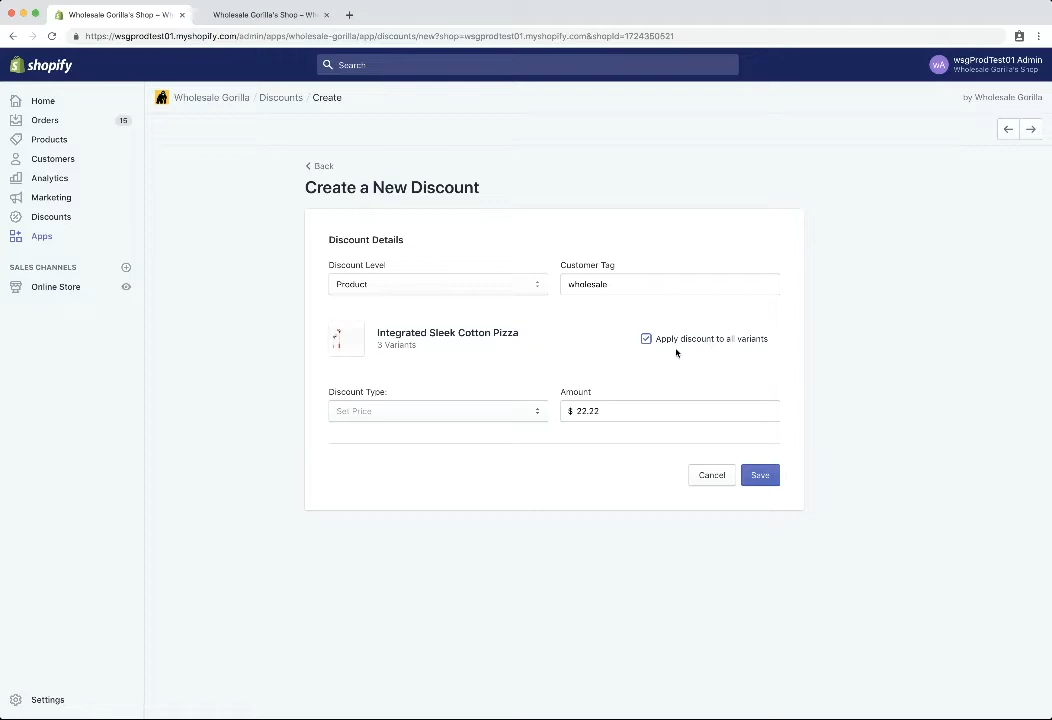 Wholesale Gorilla's Shop – Wh
Wholesale Gorilla's Shop – Wh
https://wsgprodtest01.myshopify.com/admin/apps/wholesale-gorilla/app/discounts/new?shop=wsgprodtest01.myshopify.com&shopId=1724350521
shopify
Search
wA
wsgProdTest01 Admin
Wholesale Gorilla's Shop
Home
Orders
15
Products
Customers
Analytics
Marketing
Discounts
Apps
SALES CHANNELS
Online Store
Settings
Wholesale Gorilla / Discounts / Create
by Wholesale Gorilla
Back
Create a New Discount
Discount Details
Discount Level
Customer Tag
Product
wholesale
Integrated Sleek Cotton Pizza
3 Variants
Apply discount to all variants
Discount Type:
Amount
Set Price
$ 22.22
Cancel
Save